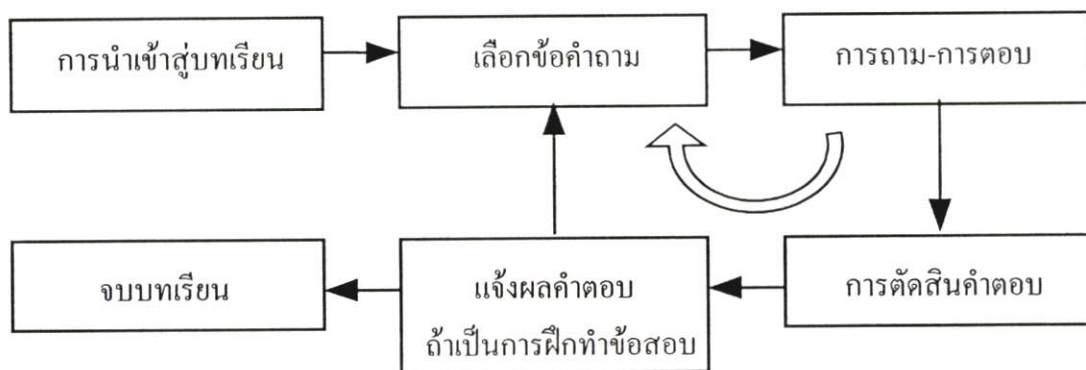 การนำเข้าสู่บทเรียน
เลือกข้อคำถาม
การถาม-การตอบ
จบบทเรียน
แจ้งผลคำตอบ
ถ้าเป็นการฝึกทำข้อสอบ
การตัดสินคำตอบ